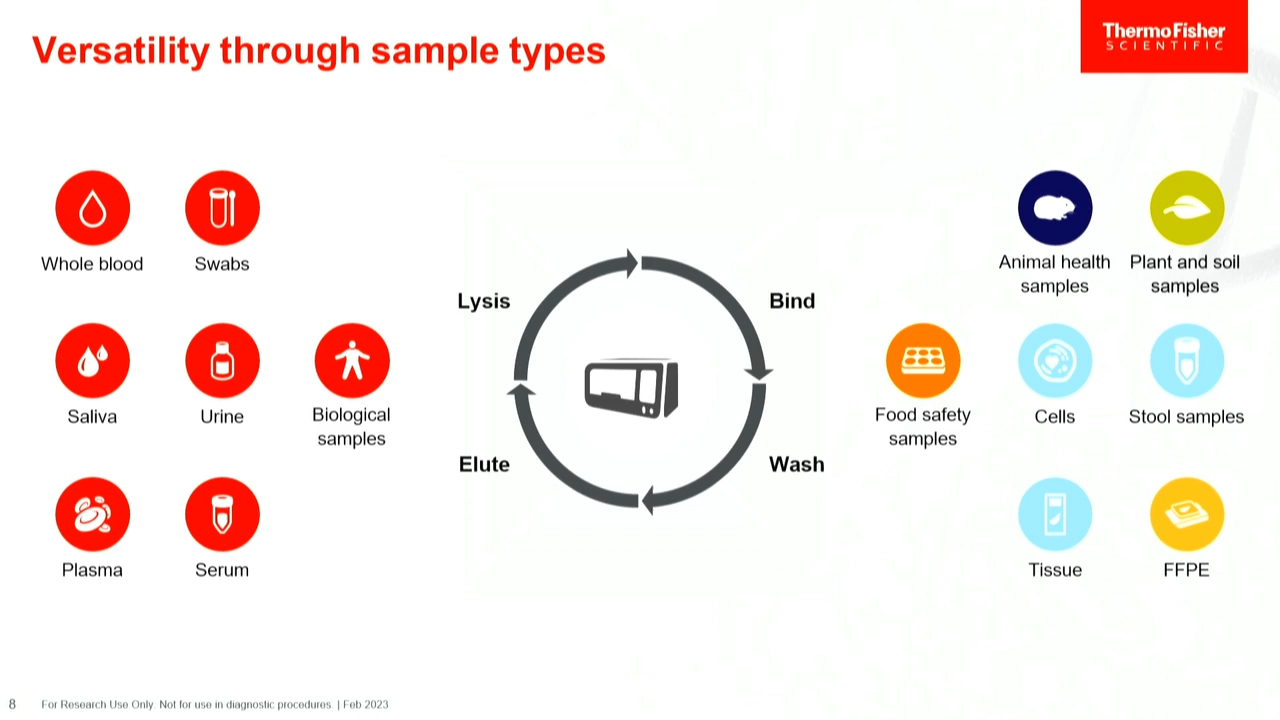 Versatility through sample types
ThermoFisher
SCIENTIFIC
Whole blood
Swabs
Saliva
Urine
Biological
samples
Plasma
Serum
Lysis
Bind
Elute
Wash
Animal health
samples
Plant and soil
samples
Food safety
samples
Cells
Stool samples
Tissue
FFPE
8
For Research Use Only. Not for use in diagnostic procedures. | Feb 2023